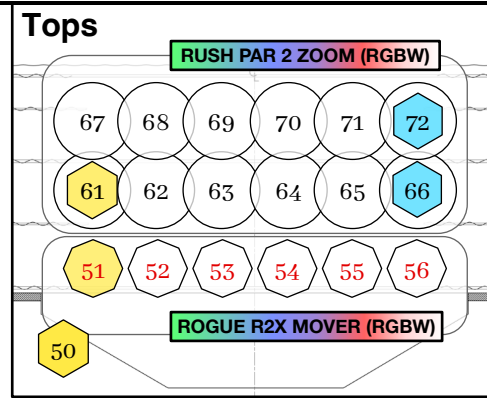 Tops
RUSH PAR 2 ZOOM (RGBW)
67 68 69 70 71 72
61 62 63 64 65 66
51 52 53 54 55 56
ROGUE R2X MOVER (RGBW)
50